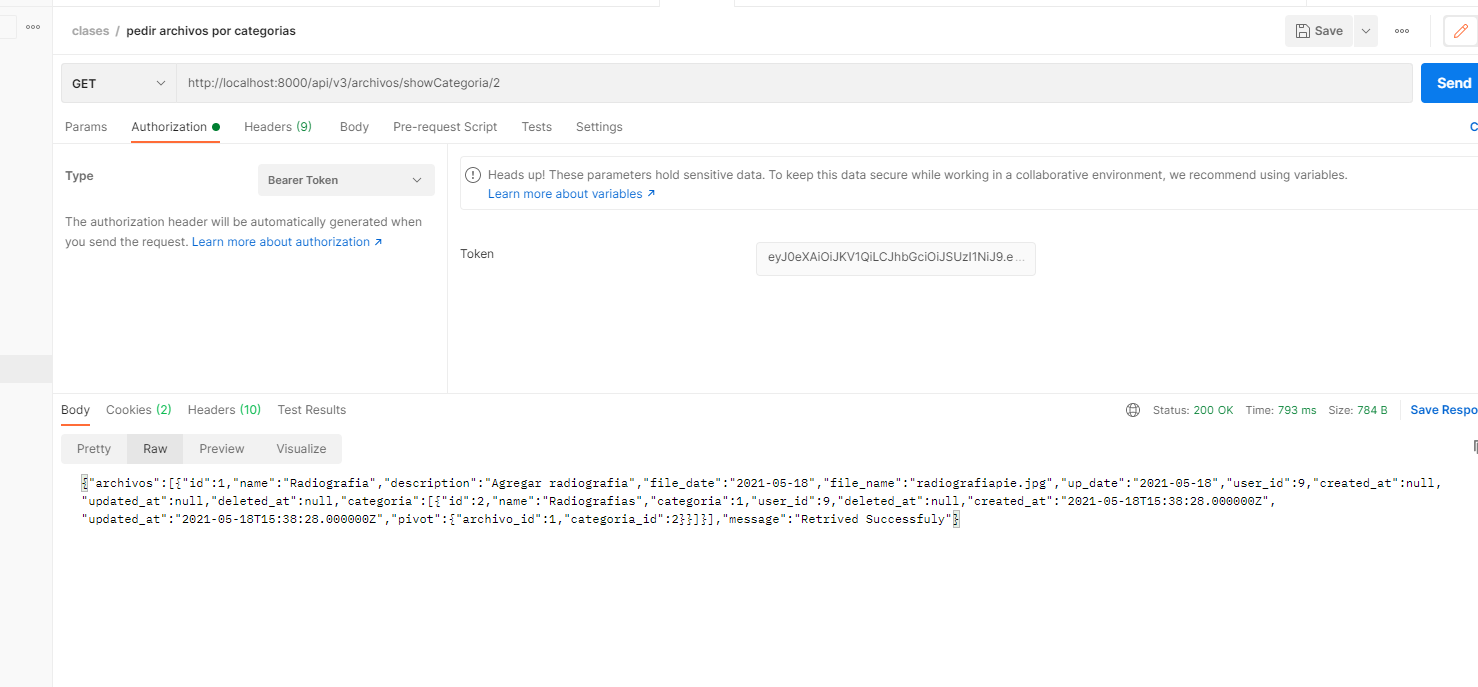 clases / pedir archivos por categorias
Save
GET
http://localhost:8000/api/v3/archivos/showCategoria/2
Send
Params Authorization Headers (9) Body Pre-request Script Tests Settings
C
Type
Bearer Token
The authorization header will be automatically generated when
you send the request. Learn more about authorization ↗
Heads up! These parameters hold sensitive data. To keep this data secure while working in a collaborative environment, we recommend using variables.
Learn more about variables ↗
Token
eyJ0eXAiOiJKV1QiLCJhbGciOiJSUzI1NiJ9.e ...
Body Cookies (2) Headers (10) Test Results
Status: 200 OK Time: 793 ms Size: 784 B Save Respo
Pretty Raw Preview Visualize
{"archivos":[{"id":1,"name":"Radiografia","description":"Agregar radiografia","file_date":"2021-05-18","file_name":"radiografiapie.jpg","up_date":"2021-05-18","user_id":9,"created_at":null,
"updated_at":null,"deleted_at":null,"categoria":[{"id":2,"name":"Radiografias","categoria":1,"user_id":9,"deleted_at":null,"created_at":"2021-05-18T15:38:28.000000Z",
"updated_at":"2021-05-18T15:38:28.000000Z","pivot":{"archivo_id":1,"categoria_id":2}}]}],"message":"Retrived Successfuly"}